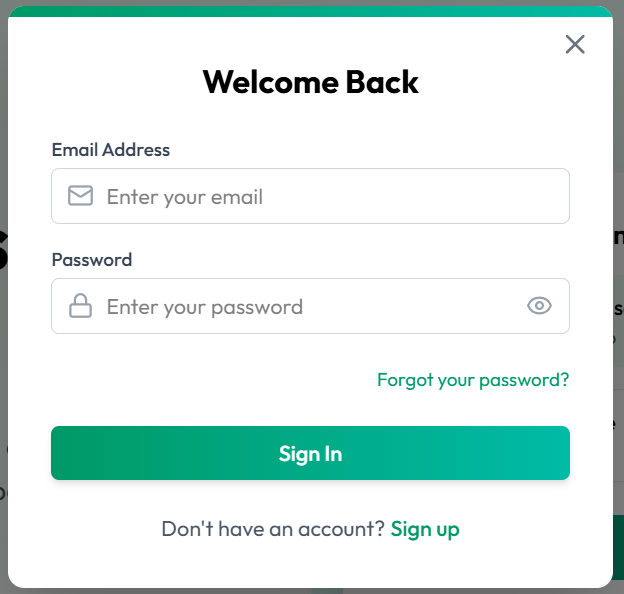 Welcome Back
Email Address
Enter your email
Password
Enter your password
Forgot your password?
Sign In
Don't have an account? Sign up